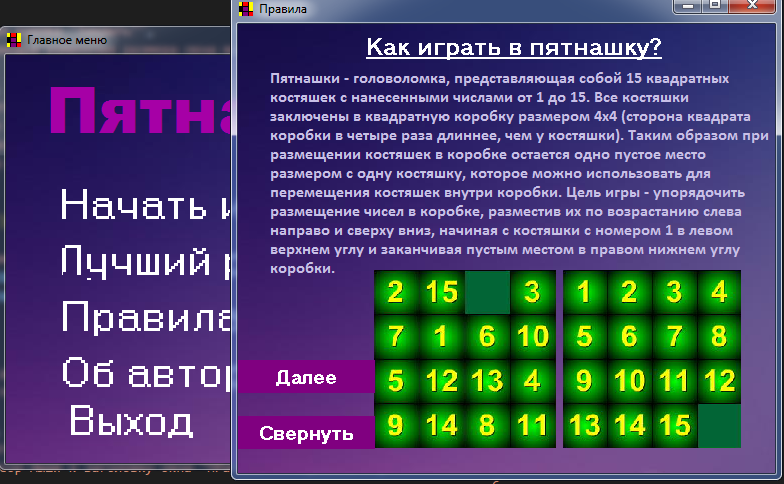 Главное меню
Начать
Лучший
Правила
Выход
Правила
Как играть в пятнашку?
Пятнашки - головоломка, представляющая собой 15 квадратных
костяшек с нанесенными числами от 1 до 15. Все костяшки
заключены в квадратную коробку размером 4х4 (сторона квадрата
коробки в четыре раза длиннее, чем у костяшки). Таким образом при
размещении костяшек в коробке остается одно пустое место
размером с одну костяшку, которое можно использовать для
перемещения костяшек внутри коробки. Цель игры - упорядочить
размещение чисел в коробке, разместив их по возрастанию слева
направо и сверху вниз, начиная с костяшки с номером 1 в левом
верхнем углу и заканчивая пустым местом в правом нижнем углу
коробки.
2 15 3 1 2 3 4
7 1 6 10 5 6 7 8
5 12 13 4 9 10 11 12
9 14 8 11 13 14 15
Далее
Свернуть